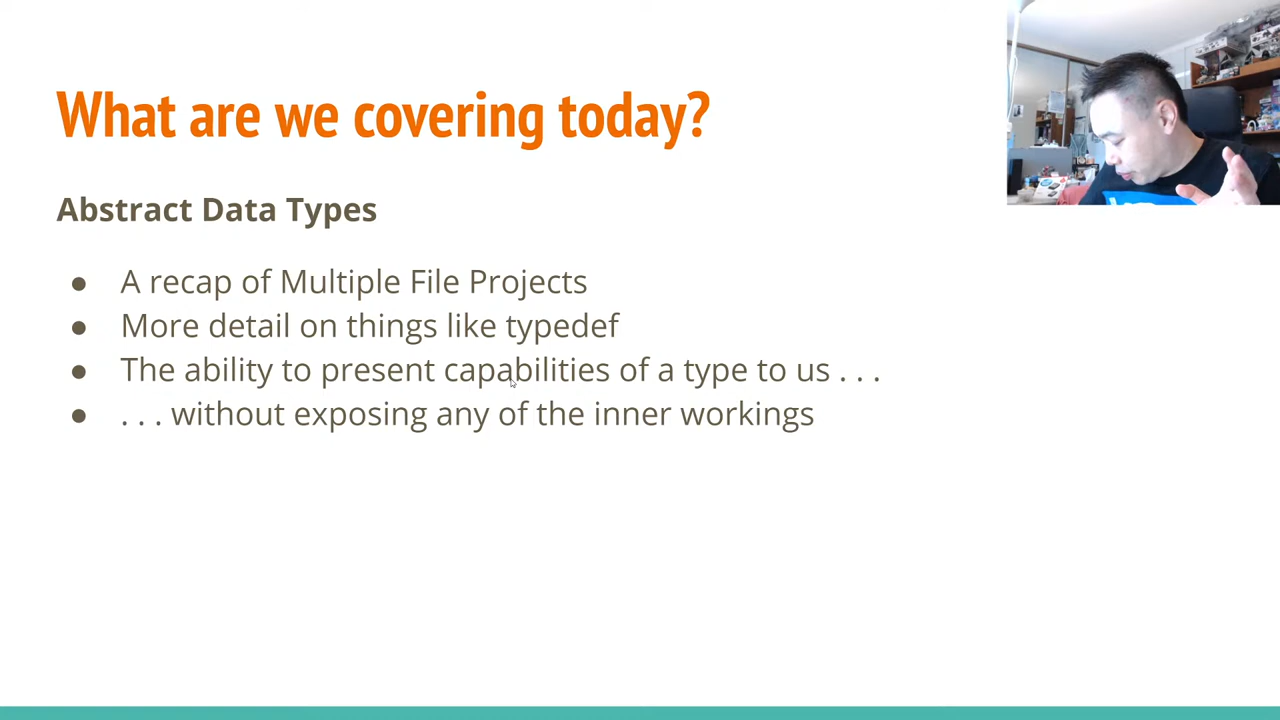 What are we covering today?
Abstract Data Types
● A recap of Multiple File Projects
● More detail on things like typedef
● The ability to present capabilities of a type to us . . .
● . . . without exposing any of the inner workings